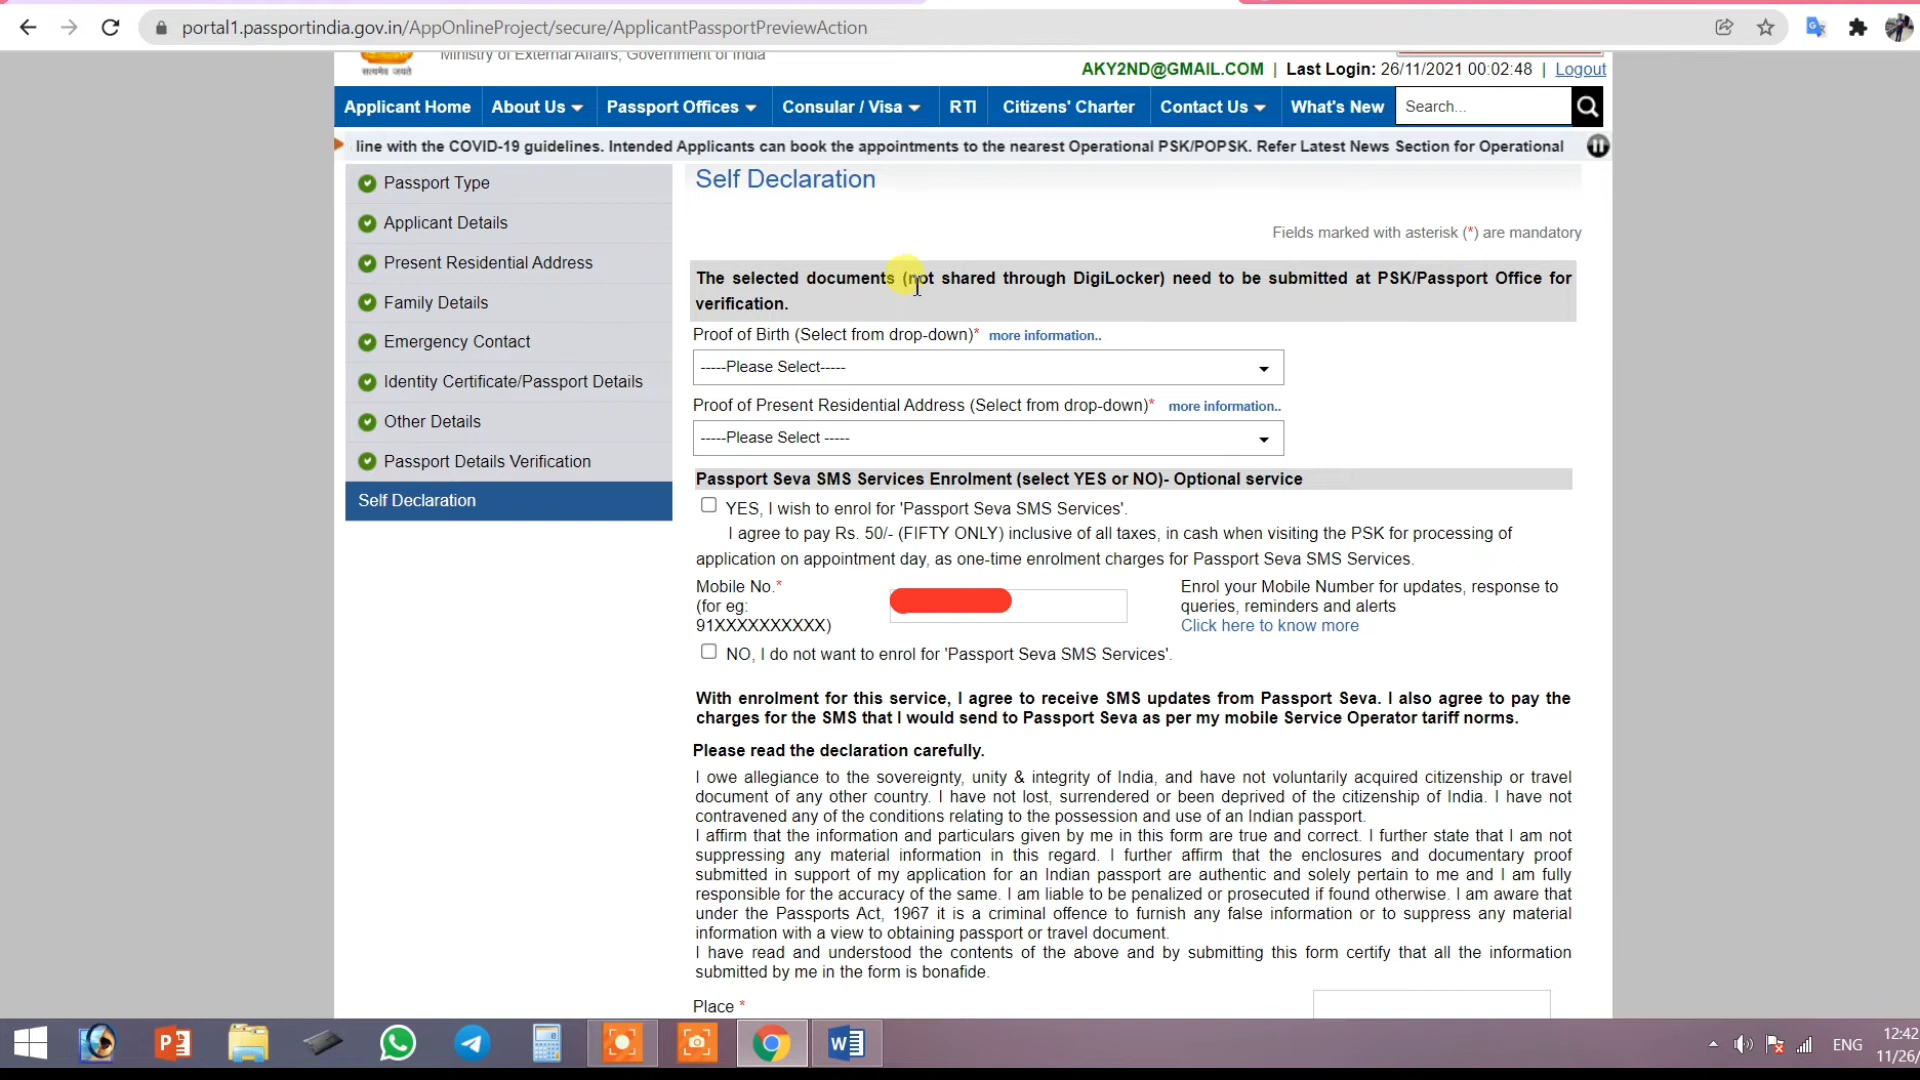 portal1.passportindia.gov.in/AppOnlineProject/secure/ApplicantPassportPreviewAction
सत्यमेव जयते
Ministry of External Affairs, Government of India
AKY2ND@GMAIL.COM | Last Login: 26/11/2021 00:02:48 | Logout
Applicant Home About Us Passport Offices Consular / Visa RTI Citizens' Charter Contact Us What's New Search...
line with the COVID-19 guidelines. Intended Applicants can book the appointments to the nearest Operational PSK/POPSK. Refer Latest News Section for Operational
Passport Type
Applicant Details
Present Residential Address
Family Details
Emergency Contact
Identity Certificate/Passport Details
Other Details
Passport Details Verification
Self Declaration
Self Declaration
Fields marked with asterisk (*) are mandatory
The selected documents (not shared through DigiLocker) need to be submitted at PSK/Passport Office for
verification.
Proof of Birth (Select from drop-down)* more information..
-----Please Select-----
Proof of Present Residential Address (Select from drop-down)* more information..
-----Please Select -----
Passport Seva SMS Services Enrolment (select YES or NO)- Optional service
YES, I wish to enrol for 'Passport Seva SMS Services'.
I agree to pay Rs. 50/- (FIFTY ONLY) inclusive of all taxes, in cash when visiting the PSK for processing of
application on appointment day, as one-time enrolment charges for Passport Seva SMS Services.
Mobile No.*
(for eg:
91XXXXXXXXXX)
Enrol your Mobile Number for updates, response to
queries, reminders and alerts
Click here to know more
NO, I do not want to enrol for 'Passport Seva SMS Services'.
With enrolment for this service, I agree to receive SMS updates from Passport Seva. I also agree to pay the
charges for the SMS that I would send to Passport Seva as per my mobile Service Operator tariff norms.
Please read the declaration carefully.
I owe allegiance to the sovereignty, unity & integrity of India, and have not voluntarily acquired citizenship or travel
document of any other country. I have not lost, surrendered or been deprived of the citizenship of India. I have not
contravened any of the conditions relating to the possession and use of an Indian passport.
I affirm that the information and particulars given by me in this form are true and correct. I further state that I am not
suppressing any material information in this regard. I further affirm that the enclosures and documentary proof
submitted in support of my application for an Indian passport are authentic and solely pertain to me and I am fully
responsible for the accuracy of the same. I am liable to be penalized or prosecuted if found otherwise. I am aware that
under the Passports Act, 1967 it is a criminal offence to furnish any false information or to suppress any material
information with a view to obtaining passport or travel document.
I have read and understood the contents of the above and by submitting this form certify that all the information
submitted by me in the form is bonafide.
Place *
ENG
12:42
11/26/